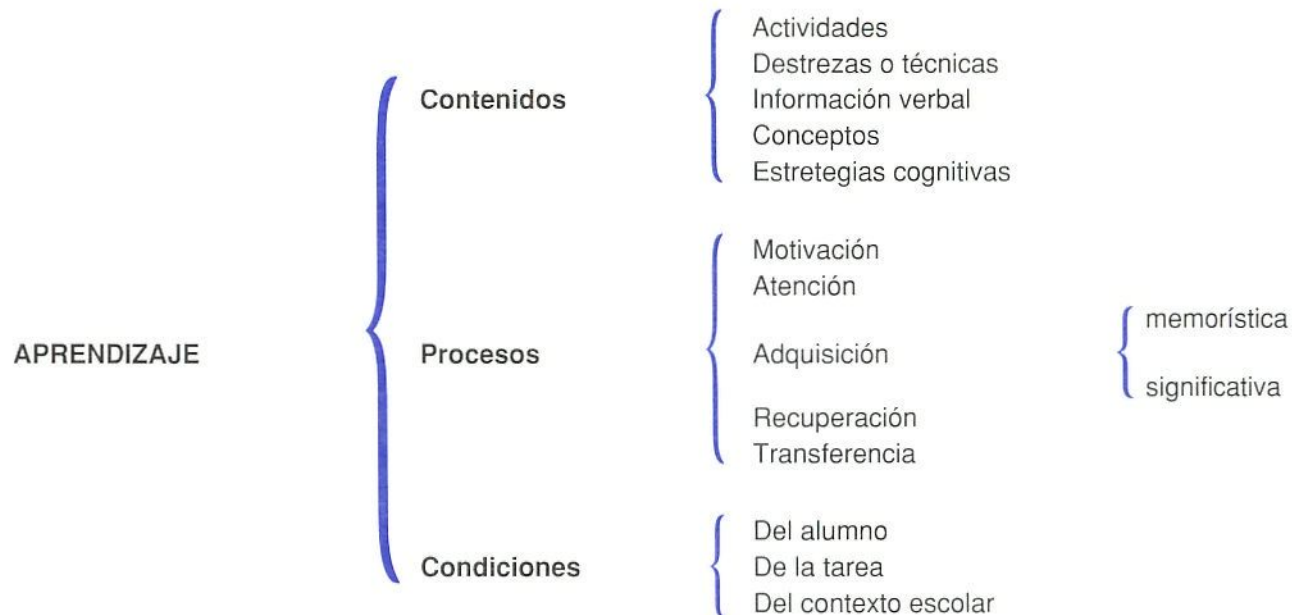 Actividades
Destrezas o técnicas
Contenidos
Información verbal
Conceptos
Estretegias cognitivas
Motivación
Atención
memorística
APRENDIZAJE
Procesos
Adquisición
significativa
Recuperación
Transferencia
Del alumno
Condiciones
De la tarea
Del contexto escolar